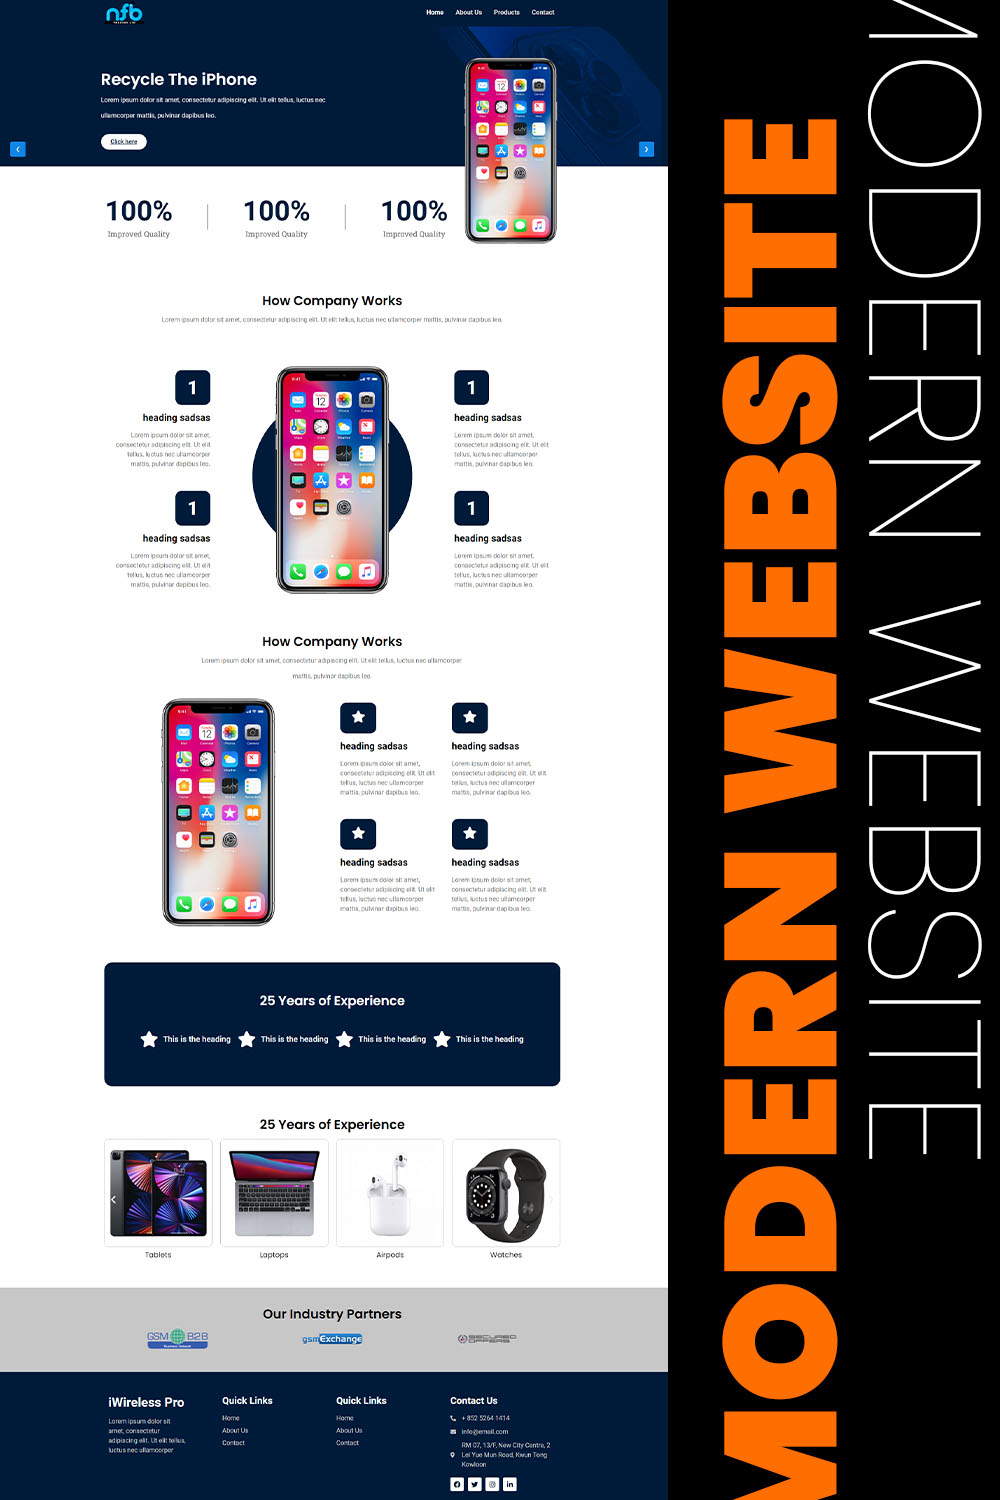 nfb
TRADING LTD
Home
About Us
Products
Contact
Recycle The iPhone
Lorem ipsum dolor sit amet, consectetur adipiscing elit. Ut elit tellus, luctus nec
ullamcorper mattis, pulvinar dapibus leo.
Click here
100%
Improved Quality
100%
Improved Quality
100%
Improved Quality
How Company Works
Lorem ipsum dolor sit amet, consectetur adipiscing elit. Ut elit tellus, luctus nec ullamcorper mattis, pulvinar dapibus leo.
1
heading sadsas
Lorem ipsum dolor sit amet,
consectetur adipiscing elit. Ut elit
tellus, luctus nec ullamcorper
mattis, pulvinar dapibus leo.
1
heading sadsas
Lorem ipsum dolor sit amet,
consectetur adipiscing elit. Ut elit
tellus, luctus nec ullamcorper
mattis, pulvinar dapibus leo.
9:41
12
1
heading sadsas
Lorem ipsum dolor sit amet,
consectetur adipiscing elit. Ut elit
tellus, luctus nec ullamcorper
mattis, pulvinar dapibus leo.
1
heading sadsas
Lorem ipsum dolor sit amet,
consectetur adipiscing elit. Ut elit
tellus, luctus nec ullamcorper
mattis, pulvinar dapibus leo.
How Company Works
Lorem ipsum dolor sit amet, consectetur adipiscing elit. Ut elit tellus, luctus nec ullamcorper
mattis, pulvinar dapibus leo.
9:41
12
heading sadsas
Lorem ipsum dolor sit amet,
consectetur adipiscing elit. Ut elit
tellus, luctus nec ullamcorper
mattis, pulvinar dapibus leo.
heading sadsas
Lorem ipsum dolor sit amet,
consectetur adipiscing elit. Ut elit
tellus, luctus nec ullamcorper
mattis, pulvinar dapibus leo.
heading sadsas
Lorem ipsum dolor sit amet,
consectetur adipiscing elit. Ut elit
tellus, luctus nec ullamcorper
mattis, pulvinar dapibus leo.
heading sadsas
Lorem ipsum dolor sit amet,
consectetur adipiscing elit. Ut elit
tellus, luctus nec ullamcorper
mattis, pulvinar dapibus leo.
25 Years of Experience
This is the heading
This is the heading
This is the heading
This is the heading
25 Years of Experience
Tablets
Laptops
Airpods
Watches
Our Industry Partners
GSM B2B
Business Network
gsmExchange
SECURED
OFFERS
iWireless Pro
Lorem ipsum dolor sit
amet, consectetur
adipiscing elit. Ut elit tellus,
luctus nec ullamcorper
Quick Links
Home
About Us
Contact
Quick Links
Home
About Us
Contact
Contact Us
+ 852 5264 1414
info@email.com
RM 07, 13/F, New City Centre, 2
Lei Yue Mun Road, Kwun Tong
Kowloon
MODERN WEBSITE
MODERN WEBSITE